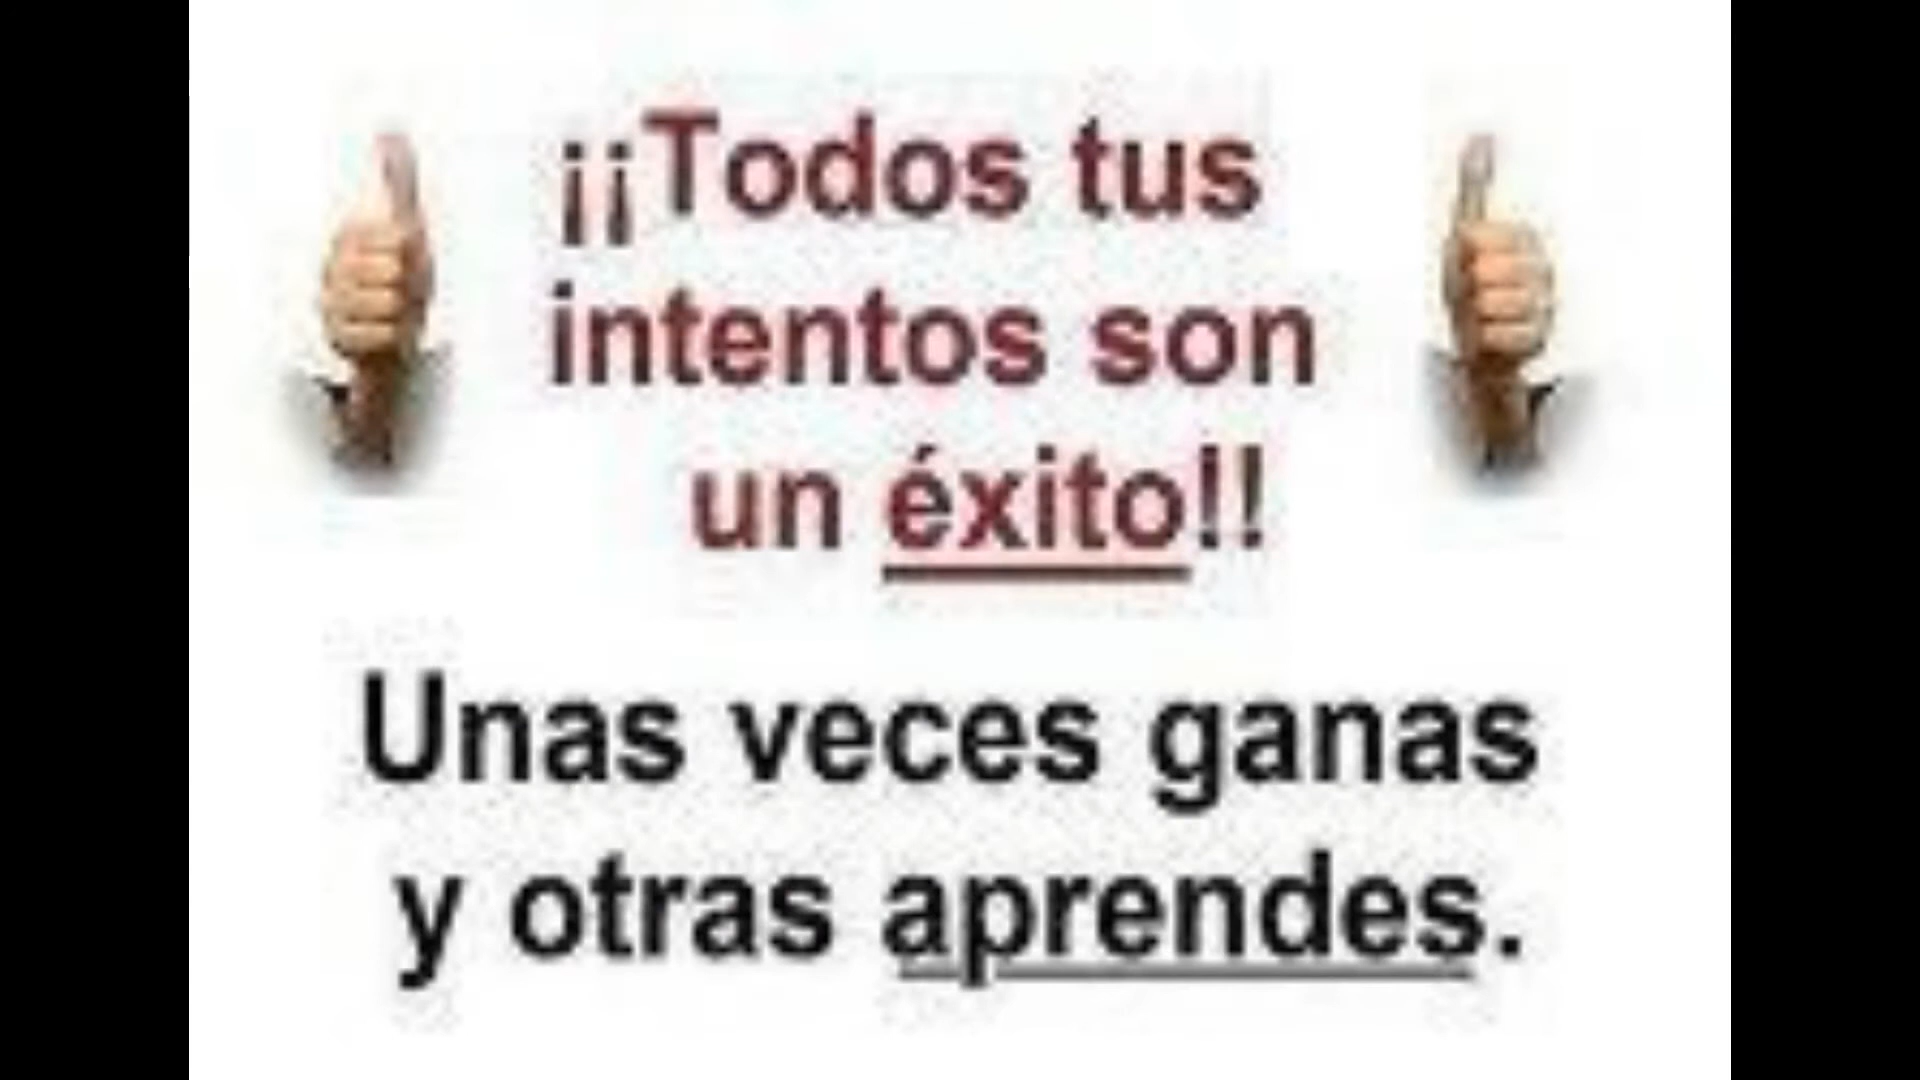 ¡¡Todos tus
intentos son
un éxito!!
Unas veces ganas
y otras aprendes.